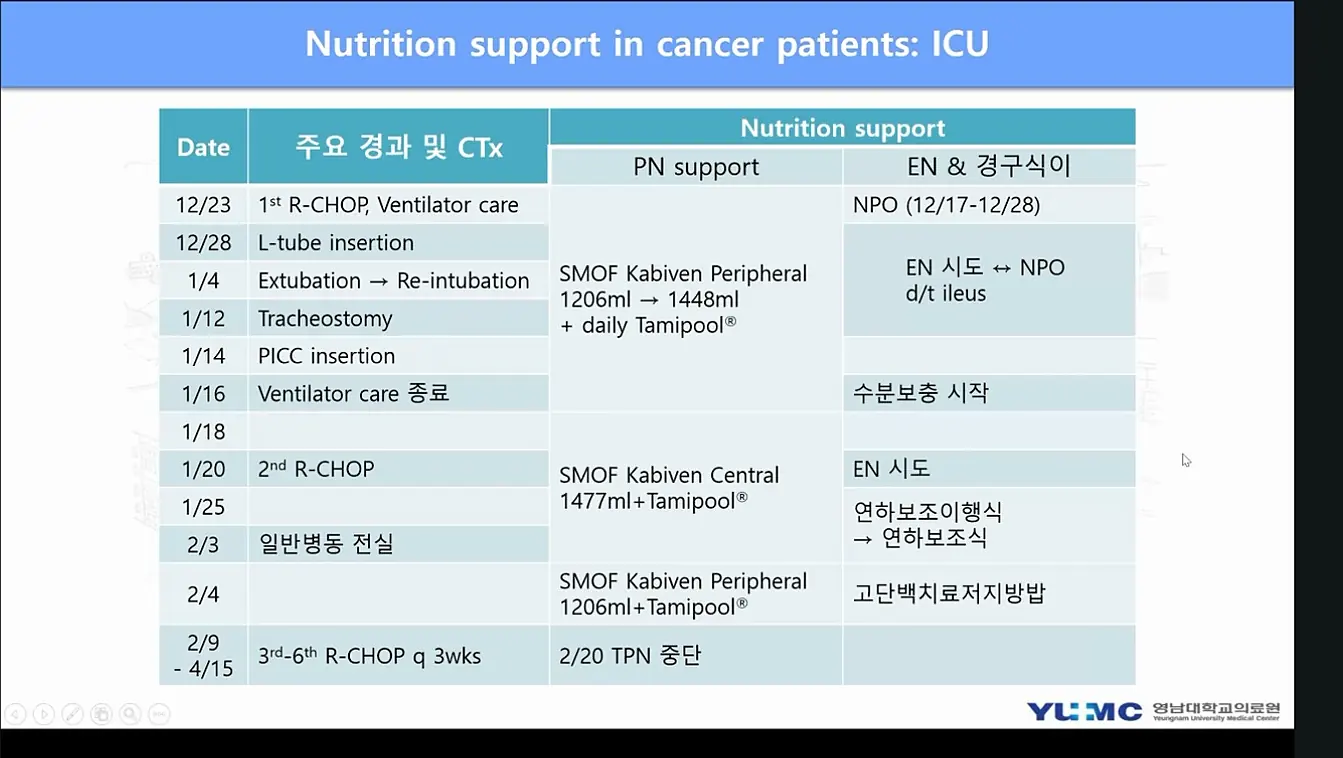 Nutrition support in cancer patients: ICU
Date
주요 경과 및 CTx
Nutrition support
PN support
EN & 경구식이
12/23
1st R-CHOP, Ventilator care
NPO (12/17-12/28)
12/28
L-tube insertion
SMOF Kabiven Peripheral
1206ml → 1448ml
+ daily Tamipool®
EN 시도 ↔ NPO
d/t ileus
1/4
Extubation → Re-intubation
1/12
Tracheostomy
1/14
PICC insertion
1/16
Ventilator care 종료
수분보충 시작
1/18
SMOF Kabiven Central
1477ml+Tamipool®
1/20
2nd R-CHOP
EN 시도
1/25
연하보조이행식
→ 연하보조식
2/3
일반병동 전실
2/4
SMOF Kabiven Peripheral
1206ml+Tamipool®
고단백치료저지방밥
2/9
- 4/15
3rd-6th R-CHOP q 3wks
2/20 TPN 중단
YUMC 영남대학교의료원
Youngnam University Medical Center